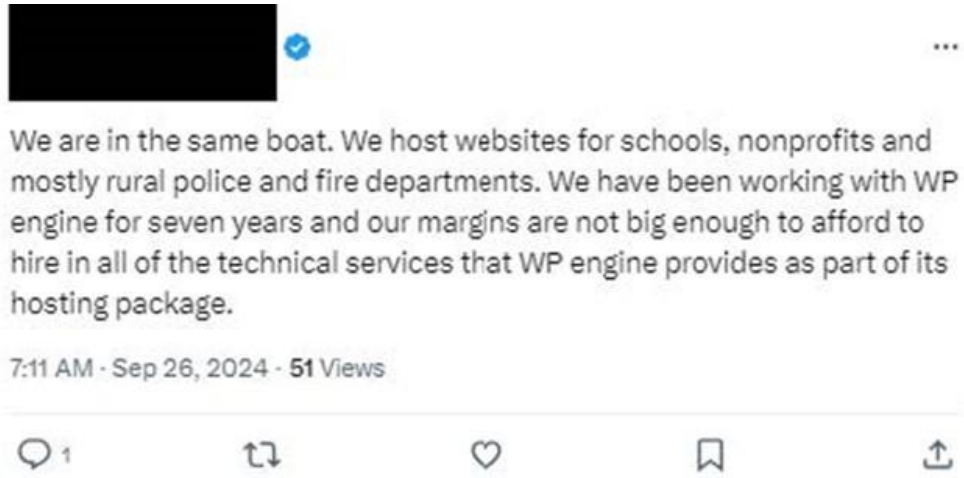 We are in the same boat. We host websites for schools, nonprofits and
mostly rural police and fire departments. We have been working with WP
engine for seven years and our margins are not big enough to afford to
hire in all of the technical services that WP engine provides as part of its
hosting package.
7:11 AM · Sep 26, 2024 · 51 Views
1